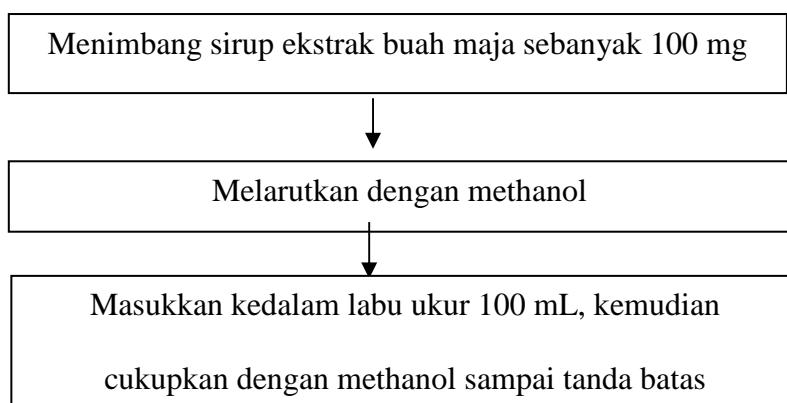 Menimbang sirup ekstrak buah maja sebanyak 100 mg
Melarutkan dengan methanol
Masukkan kedalam labu ukur 100 mL, kemudian
cukupkan dengan methanol sampai tanda batas